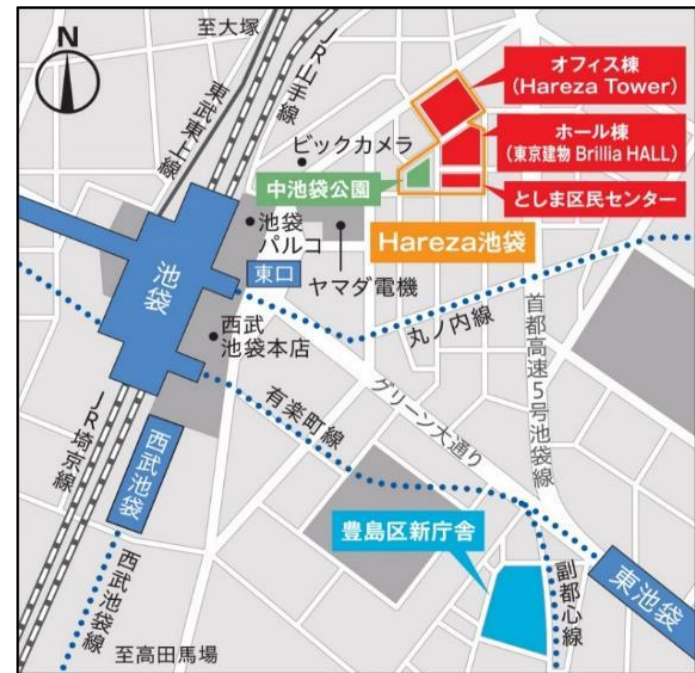 N
至大塚
東武東上線
JR山手線
オフィス棟
(Hareza Tower)
ビックカメラ
ホール棟
(東京建物 Brillia HALL)
中池袋公園
としま区民センター
池袋
パルコ
Hareza池袋
池袋
東口
ヤマダ電機
西武
池袋本店
丸ノ内線
首都高速5号池袋線
グリーン大通り
有楽町線
JR埼京線
西武池袋
豊島区新庁舎
西武池袋線
副都心線
東池袋
至高田馬場